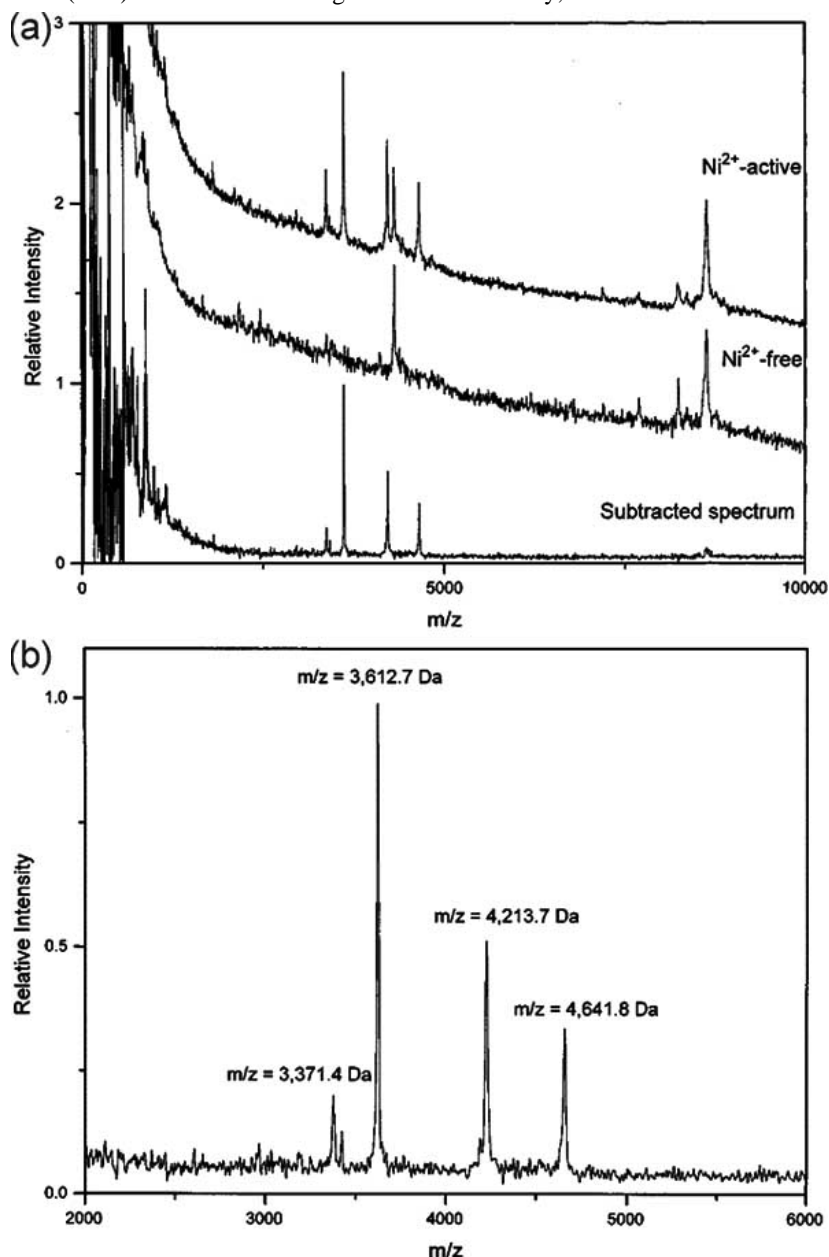 (a)
3
2
1
0
Relative Intensity
Ni²⁺-active
Ni²⁺-free
Subtracted spectrum
0
5000
10000
m/z
(b)
1.0
0.5
0.0
Relative Intensity
m/z = 3,612.7 Da
m/z = 4,213.7 Da
m/z = 4,641.8 Da
m/z = 3,371.4 Da
2000
3000
4000
5000
6000
m/z